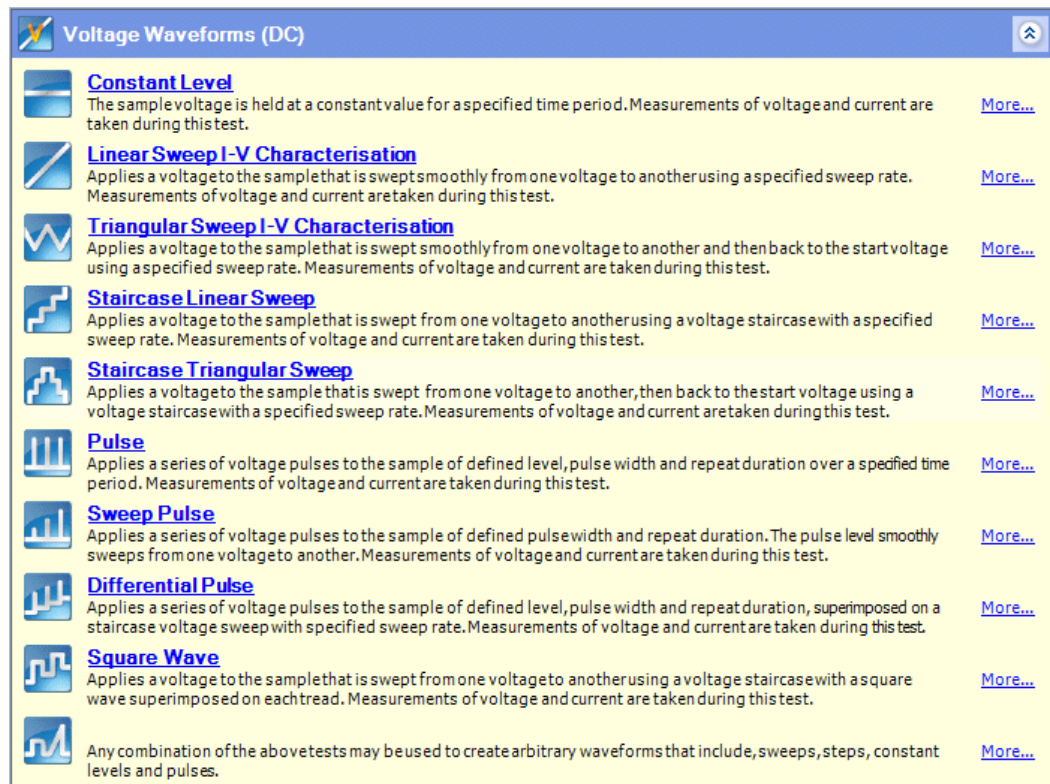 Voltage Waveforms (DC)
Constant Level
The sample voltage is held at a constant value for a specified time period. Measurements of voltage and current are
taken during this test.
More...
Linear Sweep I-V Characterisation
Applies a voltage to the sample that is swept smoothly from one voltage to another using a specified sweep rate.
Measurements of voltage and current are taken during this test.
More...
Triangular Sweep I-V Characterisation
Applies a voltage to the sample that is swept smoothly from one voltage to another and then back to the start voltage
using a specified sweep rate. Measurements of voltage and current are taken during this test.
More...
Staircase Linear Sweep
Applies a voltage to the sample that is swept from one voltage to another using a voltage staircase with a specified
sweep rate. Measurements of voltage and current are taken during this test.
More...
Staircase Triangular Sweep
Applies a voltage to the sample that is swept from one voltage to another, then back to the start voltage using a
voltage staircase with a specified sweep rate. Measurements of voltage and current are taken during this test.
More...
Pulse
Applies a series of voltage pulses to the sample of defined level, pulse width and repeat duration over a specified time
period. Measurements of voltage and current are taken during this test.
More...
Sweep Pulse
Applies a series of voltage pulses to the sample of defined pulse width and repeat duration. The pulse level smoothly
sweeps from one voltage to another. Measurements of voltage and current are taken during this test.
More...
Differential Pulse
Applies a series of voltage pulses to the sample of defined level, pulse width and repeat duration, superimposed on a
staircase voltage sweep with specified sweep rate. Measurements of voltage and current are taken during this test.
More...
Square Wave
Applies a voltage to the sample that is swept from one voltage to another using a voltage staircase with a square
wave superimposed on each tread. Measurements of voltage and current are taken during this test.
More...
Any combination of the above tests may be used to create arbitrary waveforms that include, sweeps, steps, constant
levels and pulses.
More...